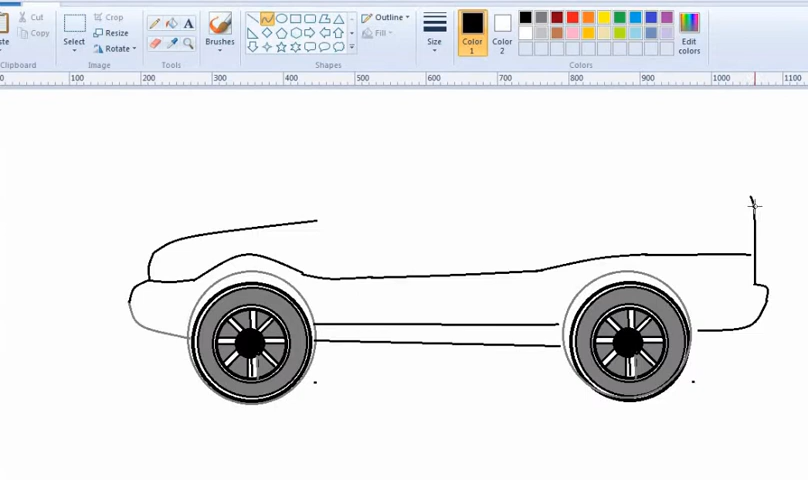 Cut
Copy
Crop
Resize
Rotate
Select
A
Brushes
Outline
Fill
Size
Color 1
Color 2
Edit colors
Clipboard
Image
Tools
Shapes
Colors
100 200 300 400 500 600 700 800 900 1000 1100